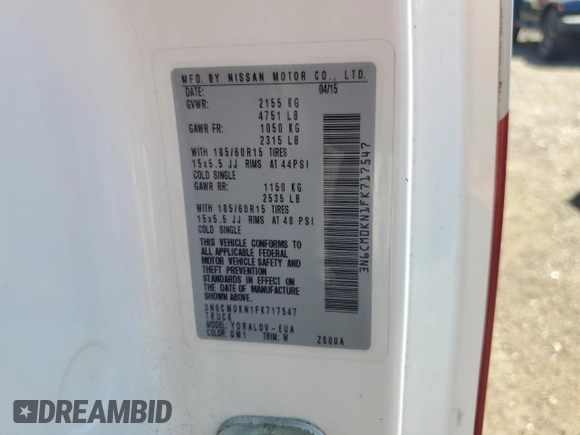 MFD. BY NISSAN MOTOR CO., LTD.
DATE: 04/15
GVWR: 2155 KG
4751 LB
GAWR FR: 1050 KG
2315 LB
WITH 185/60R15 TIRES
15x5.5 JJ RIMS AT 44PSI
COLD SINGLE
GAWR RR: 1150 KG
2535 LB
WITH 185/60R15 TIRES
15x5.5 JJ RIMS AT 48 PSI
COLD SINGLE
THIS VEHICLE CONFORMS TO
ALL APPLICABLE FEDERAL
MOTOR VEHICLE SAFETY
AND THEFT PREVENTION
STANDARDS IN EFFECT ON
THE DATE OF MANUFACTURE
SHOWN ABOVE.
3N6CM0KN1FK717547
TRUCK
MODEL: YDRALDV-EUA
COLOR: QM1 TRIM: W ZS00A
3N6CM0KN1FK717547
DREAMBID